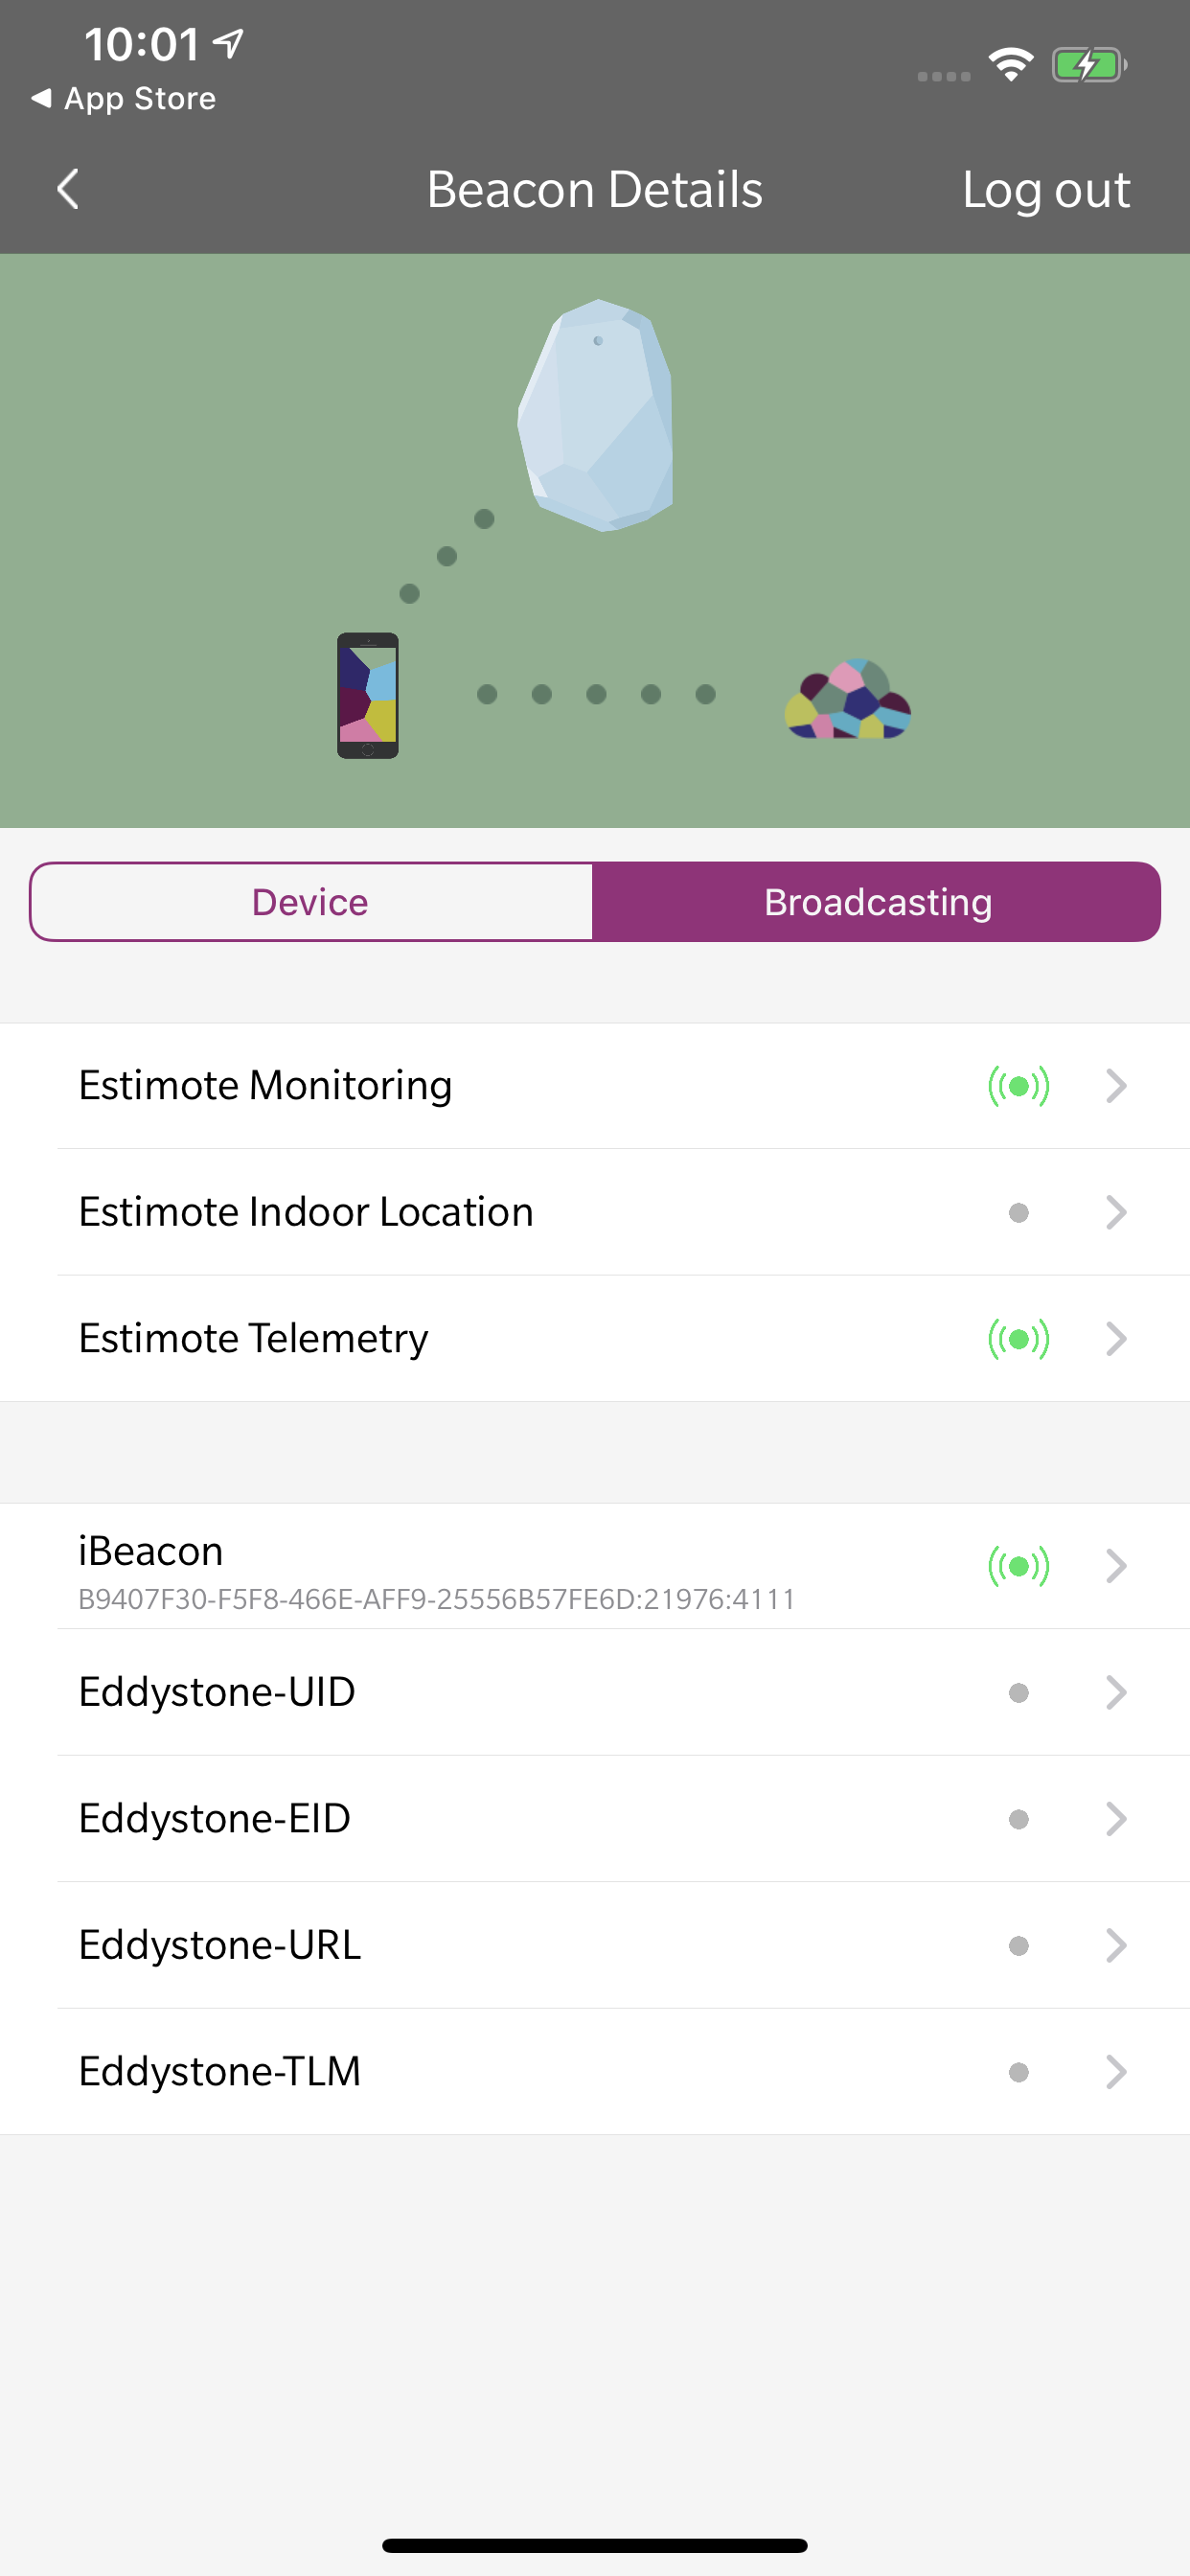 10:01
App Store
Beacon Details
Log out
Device
Broadcasting
Estimote Monitoring
Estimote Indoor Location
Estimote Telemetry
iBeacon
B9407F30-F5F8-466E-AFF9-25556B57FE6D:21976:4111
Eddystone-UID
Eddystone-EID
Eddystone-URL
Eddystone-TLM